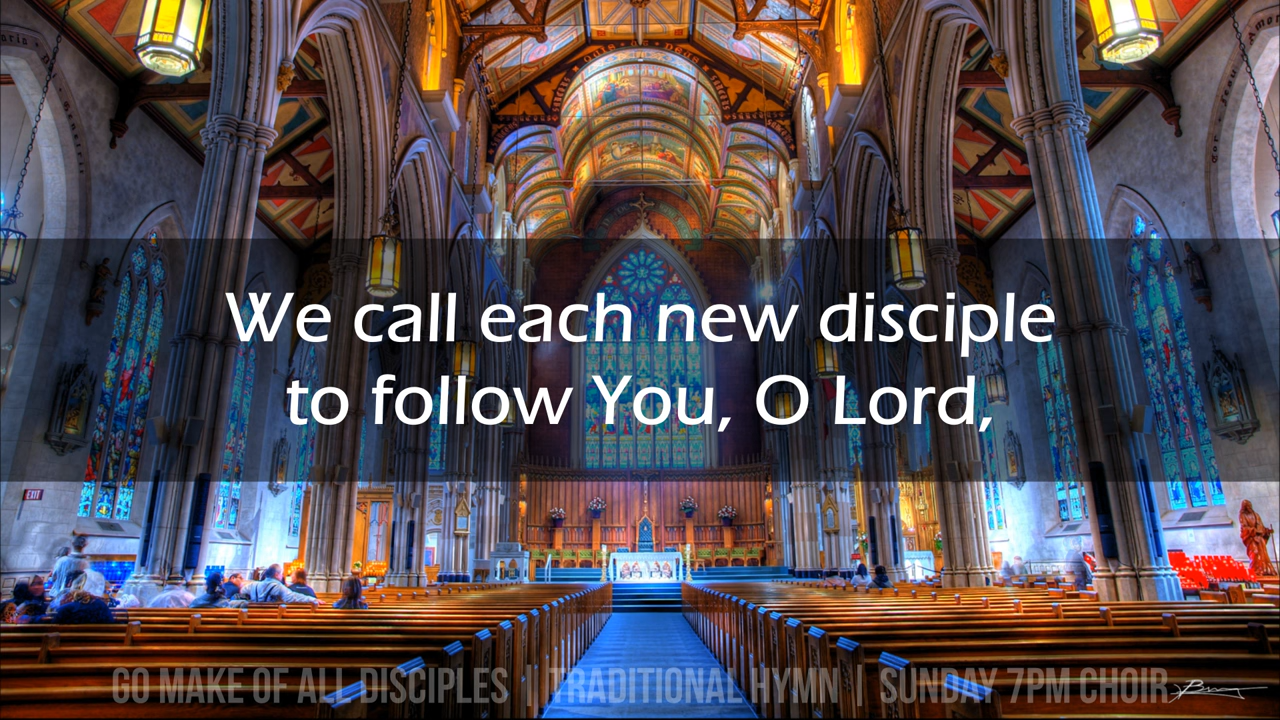 We call each new disciple
to follow You, O Lord,
EXIT
GO MAKE OF ALL DISCIPLES | TRADITIONAL HYMN | SUNDAY 7PM CHOIR